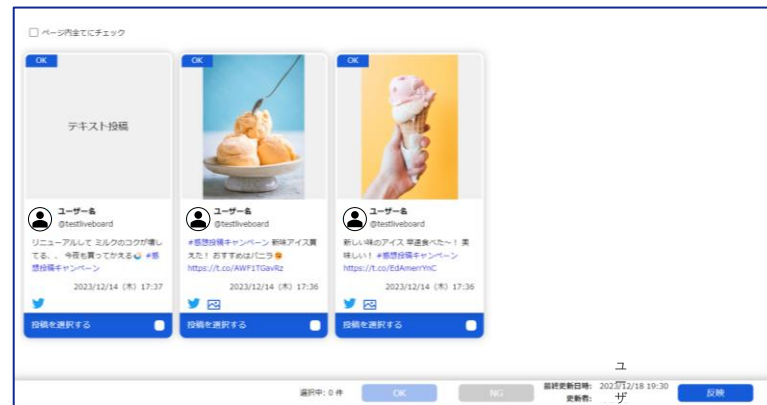 ページ内全てにチェック
OK
テキスト投稿
ユーザー名
@testliveboard
リニューアルして ミルクのコクが凄し
てる、、 今夜も買ってかえる #感
想投稿キャンペーン
2023/12/14 (木) 17:37
投稿を選択する
OK
ユーザー名
@testliveboard
#感想投稿キャンペーン 新味アイス買
えた! おすすめはバニラ
https://t.co/AWF1TGavRz
2023/12/14 (木) 17:36
投稿を選択する
OK
ユーザー名
@testliveboard
新しい味のアイス 早速食べた~! 美
味しい! #感想投稿キャンペーン
https://t.co/EdAmerrYnC
2023/12/14 (木) 17:36
投稿を選択する
選択中: 0 件
OK
NG
最終更新日時: 2023/12/18 19:30
更新者:
ユーザ
反映